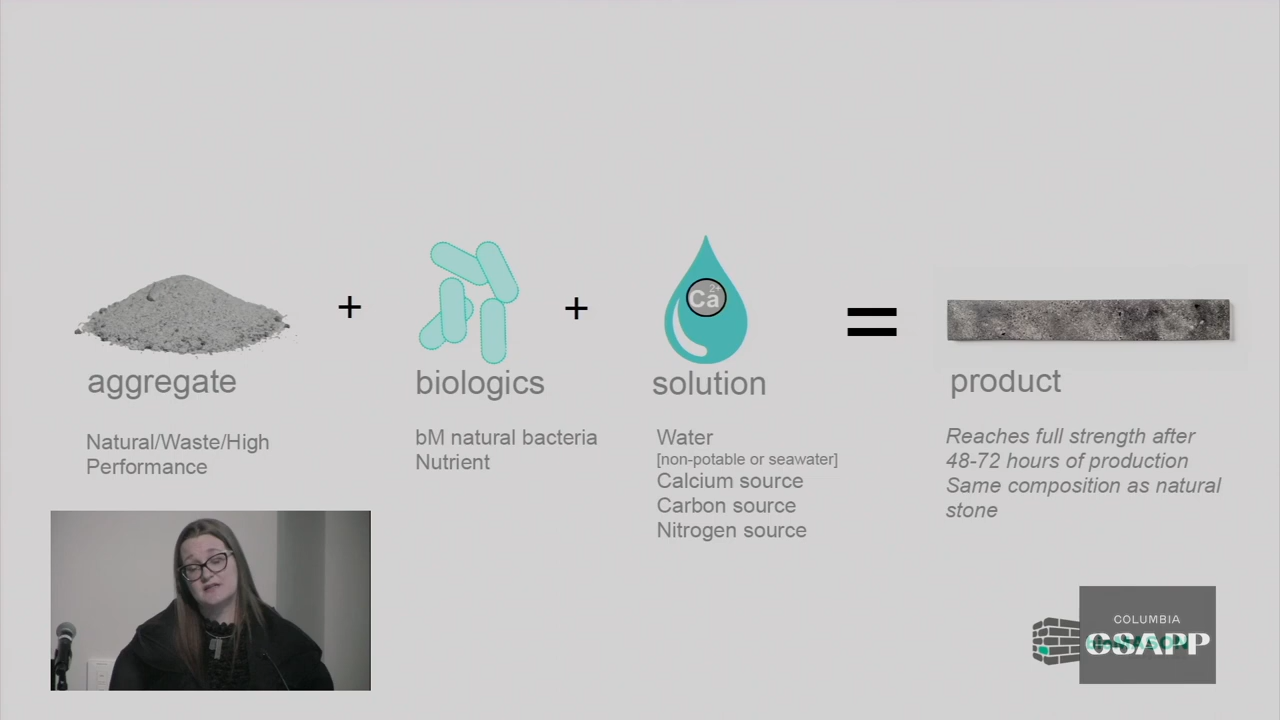 +
+
=
Ca
2+
aggregate
biologics
solution
product
Natural/Waste/High
Performance
bM natural bacteria
Nutrient
Water
[non-potable or seawater]
Calcium source
Carbon source
Nitrogen source
Reaches full strength after
48-72 hours of production
Same composition as natural
stone
COLUMBIA
GSAPP